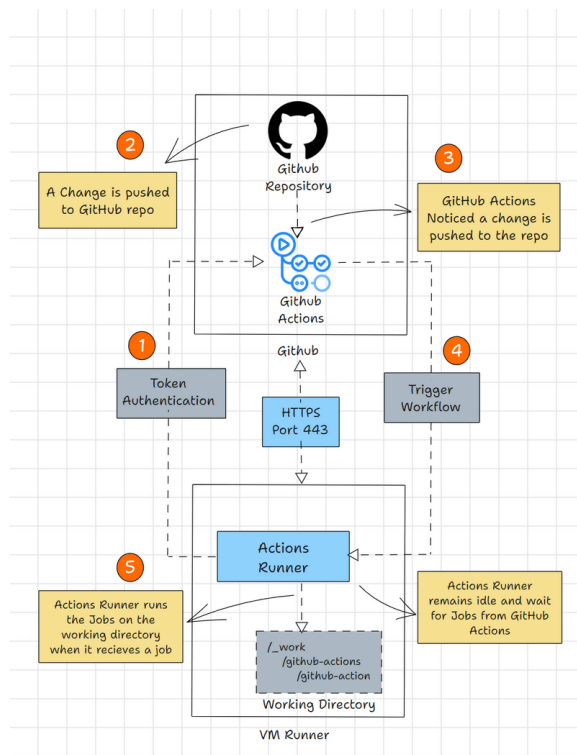 2
Github
Repository
3
A Change is pushed
to GitHub repo
GitHub Actions
Noticed a change is
pushed to the repo
Github
Actions
1
Github
4
Token
Authentication
HTTPS
Port 443
Trigger
Workflow
Actions
Runner
5
Actions Runner runs
the Jobs on the
working directory
when it recieves a job
Actions Runner
remains idle and wait
for Jobs from GitHub
Actions
/_work
/github-actions
/github-action
Working Directory
VM Runner